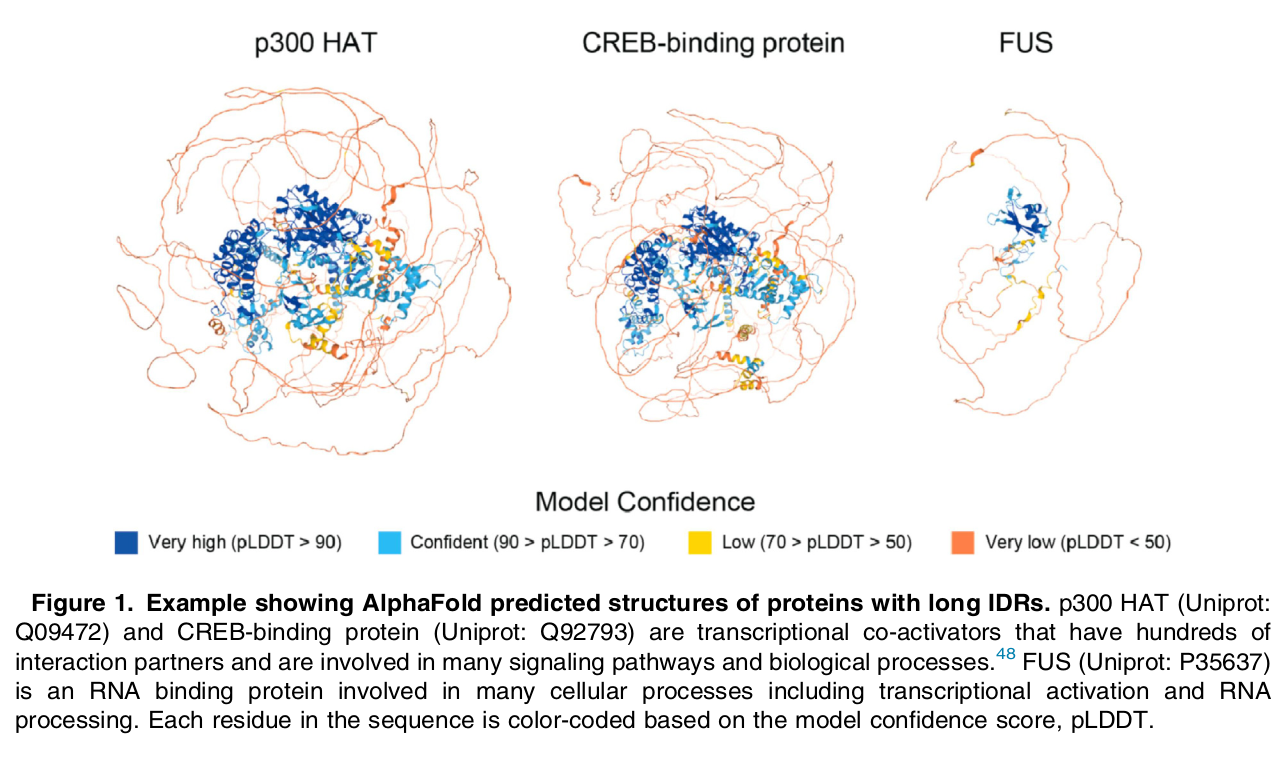 p300 HAT CREB-binding protein FUS
Model Confidence
Very high (pLDDT > 90) Confident (90 > pLDDT > 70) Low (70 > pLDDT > 50) Very low (pLDDT < 50)
Figure 1. Example showing AlphaFold predicted structures of proteins with long IDRs. p300 HAT (Uniprot:
Q09472) and CREB-binding protein (Uniprot: Q92793) are transcriptional co-activators that have hundreds of
interaction partners and are involved in many signaling pathways and biological processes.48 FUS (Uniprot: P35637)
is an RNA binding protein involved in many cellular processes including transcriptional activation and RNA
processing. Each residue in the sequence is color-coded based on the model confidence score, pLDDT.